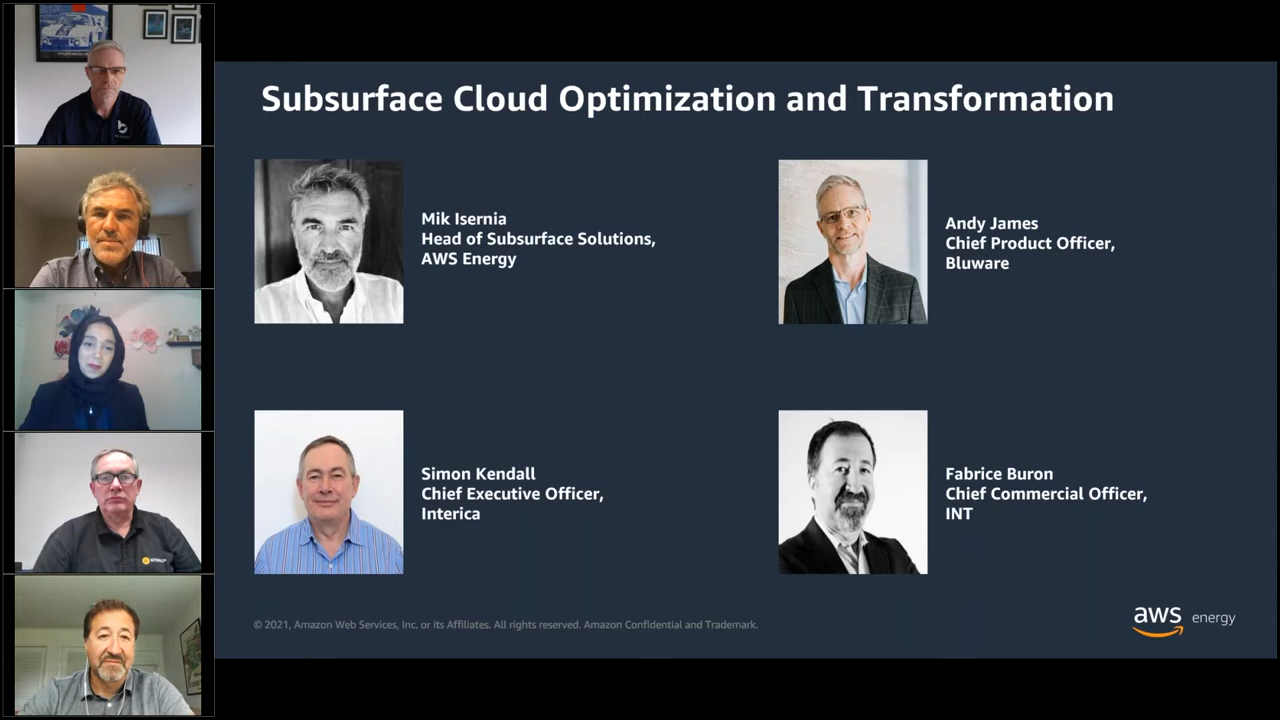 Subsurface Cloud Optimization and Transformation
Mik Isernia
Head of Subsurface Solutions,
AWS Energy
Andy James
Chief Product Officer,
Bluware
Simon Kendall
Chief Executive Officer,
Interica
Fabrice Buron
Chief Commercial Officer,
INT
© 2021, Amazon Web Services, Inc. or its Affiliates. All rights reserved. Amazon Confidential and Trademark.
aws energy